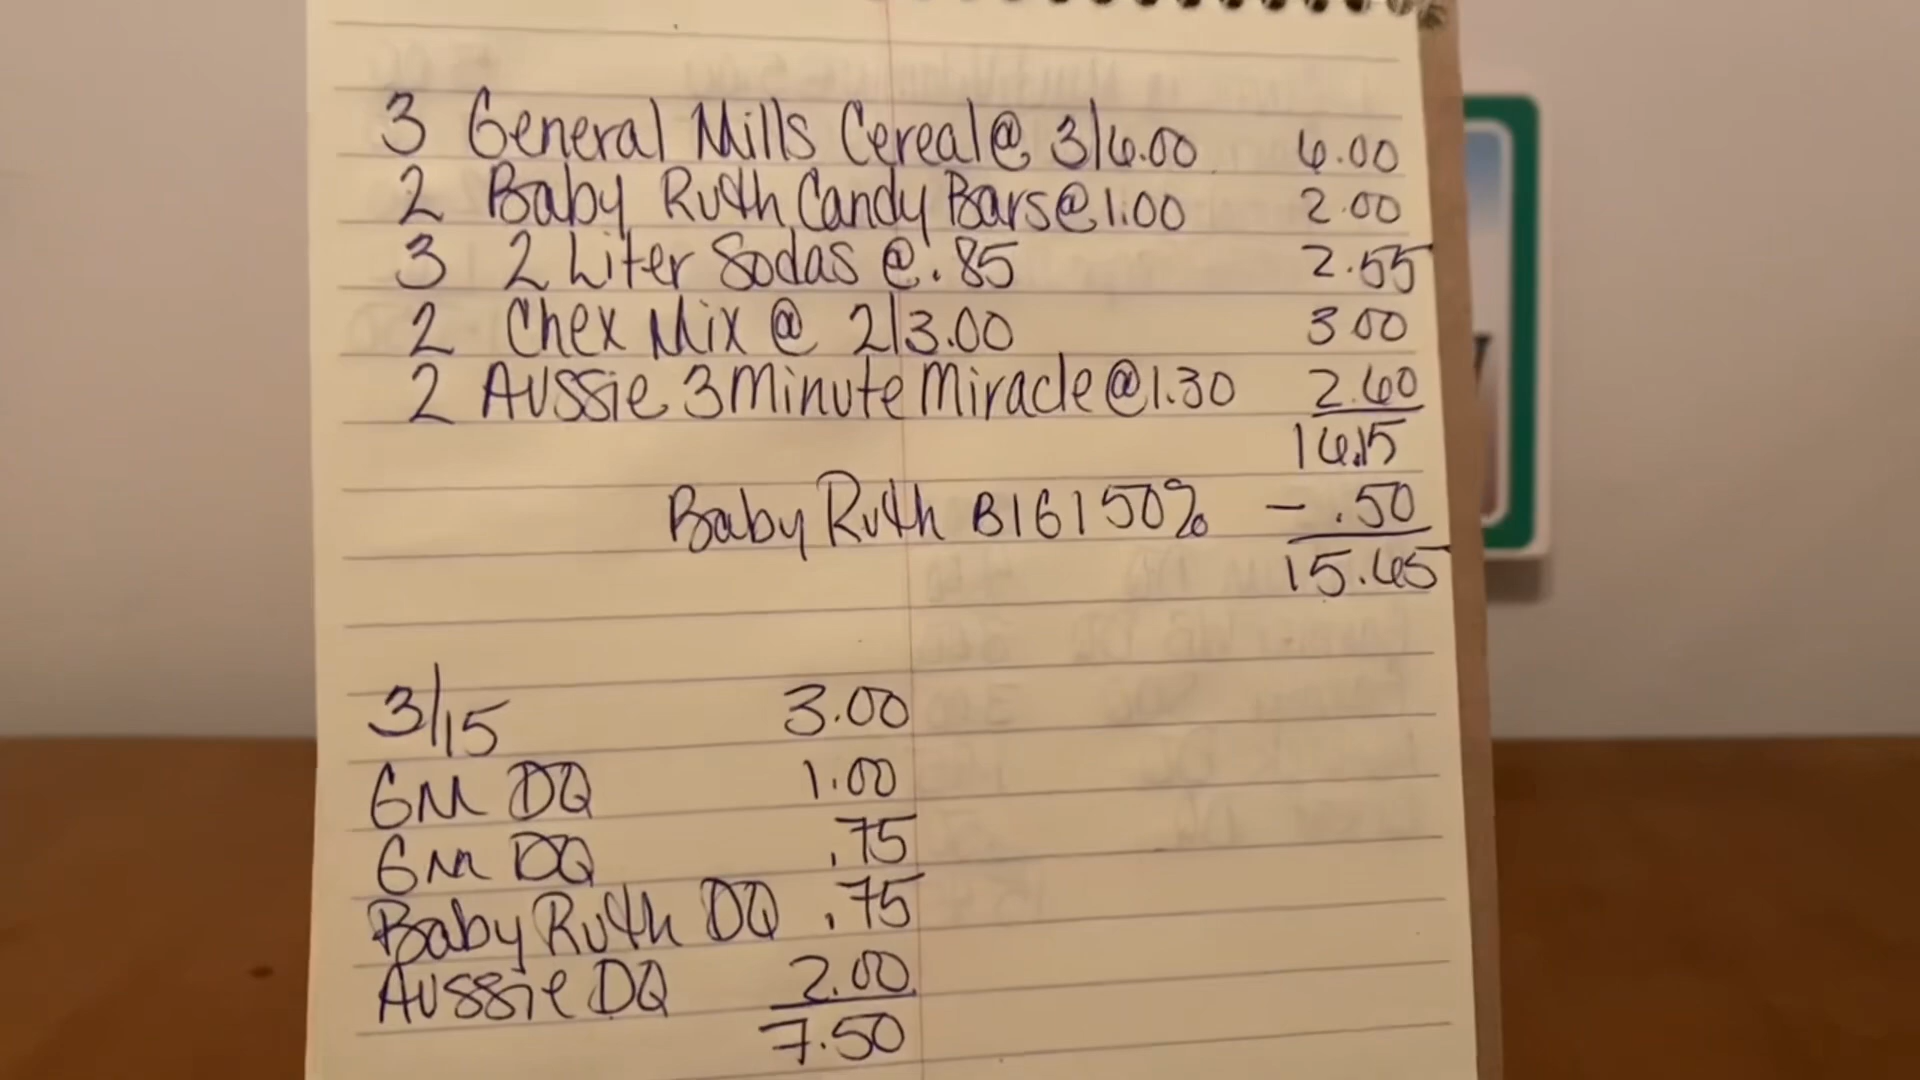 3 General Mills Cereal @ 3/6.00 6.00
2 Baby Ruth Candy Bars @ 1.00 2.00
3 2 Liter Sodas @ .85 2.55
2 Chex Mix @ 2/3.00 3.00
2 Aussie 3 Minute Miracle @ 1.30 2.60
16.15
Baby Ruth B1G1 50% - .50
15.65
3/15 3.00
GM DQ 1.00
GM DQ .75
Baby Ruth DQ .75
Aussie DQ 2.00
7.50